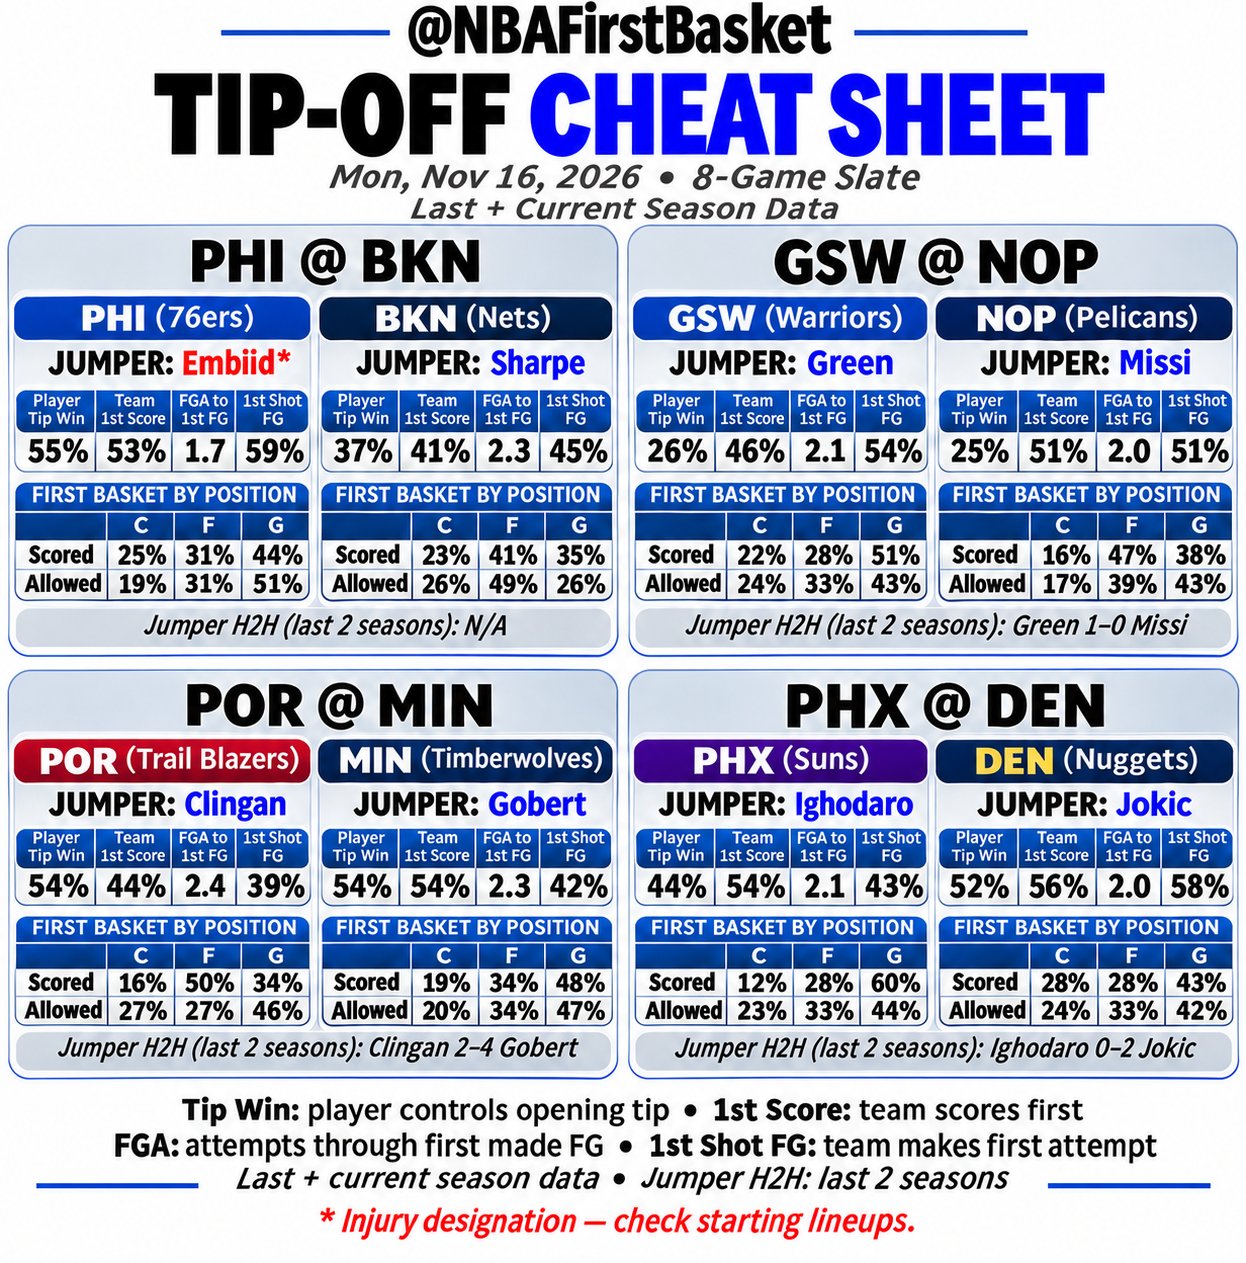 @NBAFirstBasket
TIP-OFF CHEAT SHEET
Mon, Nov 16, 2026 • 8-Game Slate
Last + Current Season Data
PHI @ BKN
PHI (76ers)
JUMPER: Embiid*
Player Tip Win | Team 1st Score | FGA to 1st FG | 1st Shot FG
55% 53% 1.7 59%
FIRST BASKET BY POSITION
C F G
Scored 25% 31% 44%
Allowed 19% 31% 51%
BKN (Nets)
JUMPER: Sharpe
Player Tip Win | Team 1st Score | FGA to 1st FG | 1st Shot FG
37% 41% 2.3 45%
FIRST BASKET BY POSITION
C F G
Scored 23% 41% 35%
Allowed 26% 49% 26%
Jumper H2H (last 2 seasons): N/A
GSW @ NOP
GSW (Warriors)
JUMPER: Green
Player Tip Win | Team 1st Score | FGA to 1st FG | 1st Shot FG
26% 46% 2.1 54%
FIRST BASKET BY POSITION
C F G
Scored 22% 28% 51%
Allowed 24% 33% 43%
NOP (Pelicans)
JUMPER: Missi
Player Tip Win | Team 1st Score | FGA to 1st FG | 1st Shot FG
25% 51% 2.0 51%
FIRST BASKET BY POSITION
C F G
Scored 16% 47% 38%
Allowed 17% 39% 43%
Jumper H2H (last 2 seasons): Green 1–0 Missi
POR @ MIN
POR (Trail Blazers)
JUMPER: Clingan
Player Tip Win | Team 1st Score | FGA to 1st FG | 1st Shot FG
54% 44% 2.4 39%
FIRST BASKET BY POSITION
C F G
Scored 16% 50% 34%
Allowed 27% 27% 46%
MIN (Timberwolves)
JUMPER: Gobert
Player Tip Win | Team 1st Score | FGA to 1st FG | 1st Shot FG
54% 54% 2.3 42%
FIRST BASKET BY POSITION
C F G
Scored 19% 34% 48%
Allowed 20% 34% 47%
Jumper H2H (last 2 seasons): Clingan 2–4 Gobert
PHX @ DEN
PHX (Suns)
JUMPER: Ighodaro
Player Tip Win | Team 1st Score | FGA to 1st FG | 1st Shot FG
44% 54% 2.1 43%
FIRST BASKET BY POSITION
C F G
Scored 12% 28% 60%
Allowed 23% 33% 44%
DEN (Nuggets)
JUMPER: Jokic
Player Tip Win | Team 1st Score | FGA to 1st FG | 1st Shot FG
52% 56% 2.0 58%
FIRST BASKET BY POSITION
C F G
Scored 28% 28% 43%
Allowed 24% 33% 42%
Jumper H2H (last 2 seasons): Ighodaro 0–2 Jokic
Tip Win: player controls opening tip • 1st Score: team scores first
FGA: attempts through first made FG • 1st Shot FG: team makes first attempt
Last + current season data • Jumper H2H: last 2 seasons
* Injury designation — check starting lineups.